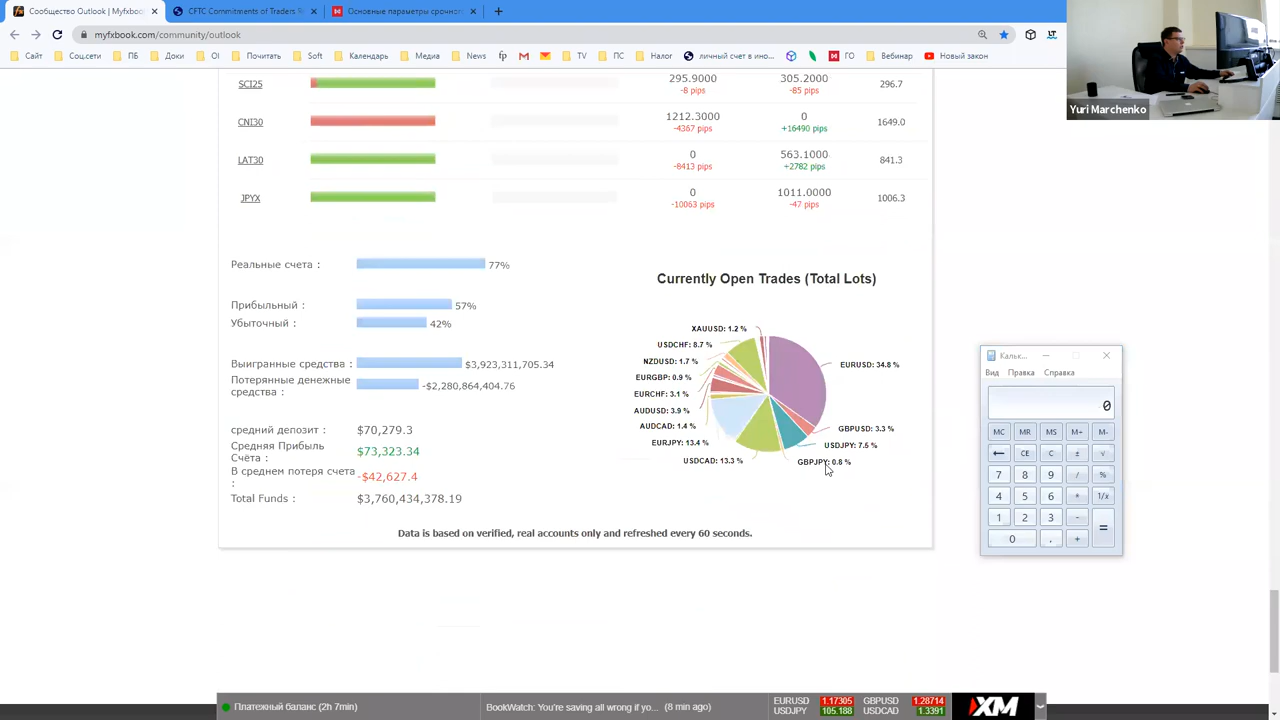 Сообщество Outlook | Myfxboo
CFTC Commitments of Traders
Основные параметры срочного
myfxbook.com/community/outlook
Сайт
Соц.сети
ПБ
Доки
Почитать
Soft
Календарь
Медиа
News
fp
TV
ПС
Налог
личный счет в ино...
ГО
Вебинар
Новый закон
Yuri Marchenko
SCI25 295.9000 305.2000 296.7
-8 pips -85 pips
CNI30 1212.3000 0 1649.0
-4367 pips +16490 pips
LAT30 0 563.1000 841.3
-8413 pips +2782 pips
JPYX 0 1011.0000 1006.3
-10063 pips -47 pips
Реальные счета : 77%
Прибыльный : 57%
Убыточный : 42%
Выигранные средства : $3,923,311,705.34
Потерянные денежные
средства : -$2,280,864,404.76
средний депозит : $70,279.3
Средняя Прибыль
Счёта : $73,323.34
В среднем потеря счета
: -$42,627.4
Total Funds : $3,760,434,378.19
Currently Open Trades (Total Lots)
XAUUSD: 1.2 %
USDCHF: 8.7 %
NZDUSD: 1.7 %
EURGBP: 0.9 %
EURCHF: 3.1 %
AUDUSD: 3.9 %
AUDCAD: 1.4 %
EURJPY: 13.4 %
USDCAD: 13.3 %
EURUSD: 34.8 %
GBPUSD: 3.3 %
USDJPY: 7.5 %
GBPJPY: 0.8 %
Data is based on verified, real accounts only and refreshed every 60 seconds.
Кальк...
Вид Правка Справка
0
MC MR MS M+ M-
← CE C ± √
7 8 9 / %
4 5 6 * 1/x
1 2 3 - =
0 , +
Платежный баланс (2h 7min)
BookWatch: You're saving all wrong if yo... (8 min ago)
EURUSD 1.17305 GBPUSD 1.28714
USDJPY 105.188 USDCAD 1.3391
XM